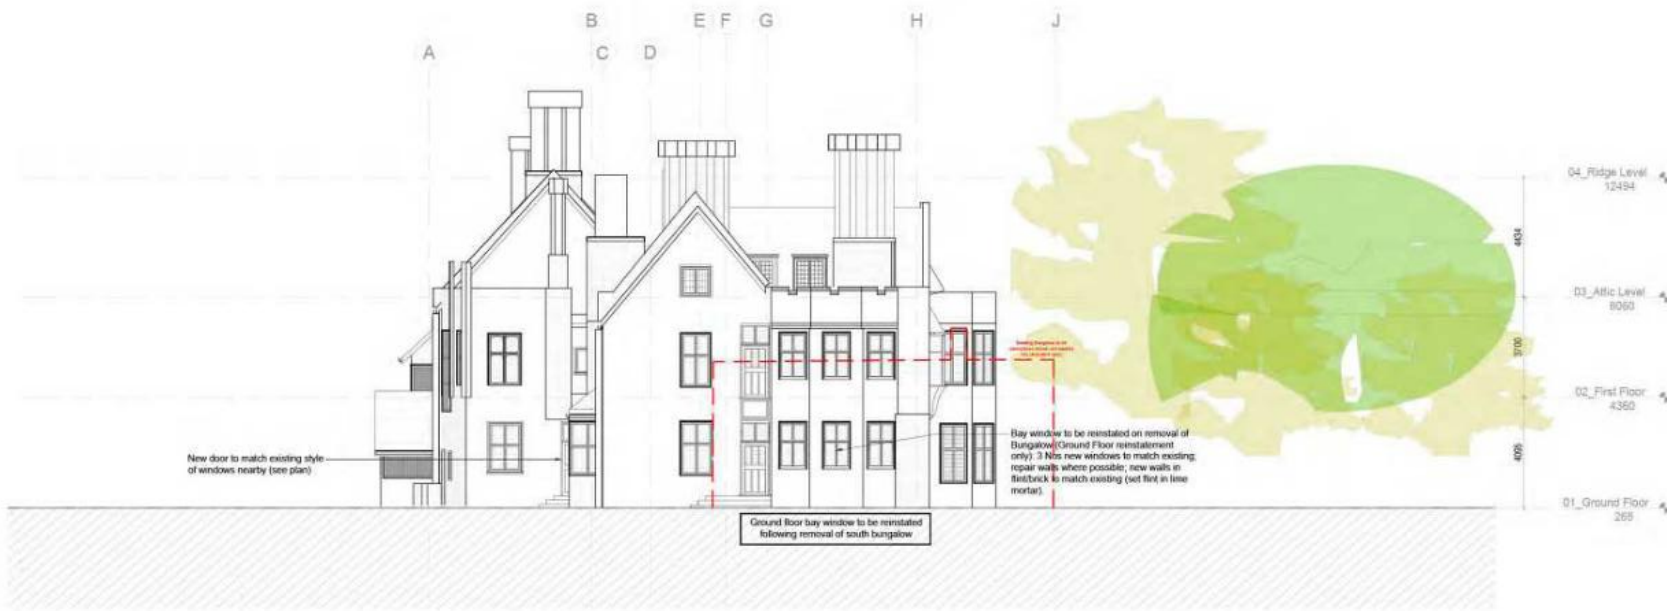 B E F G H J
A C D
04_Ridge Level
12494
4434
03_Attic Level
8060
3700
02_First Floor
4360
4095
01_Ground Floor
265
New door to match existing style
of windows nearby (see plan)
Bay window to be reinstated on removal of
Bungalow (Ground Floor reinstatement
only). 3 Nos new windows to match existing;
repair walls where possible; new walls in
flint/brick to match existing (set flint in lime
mortar).
Ground floor bay window to be reinstated
following removal of south bungalow